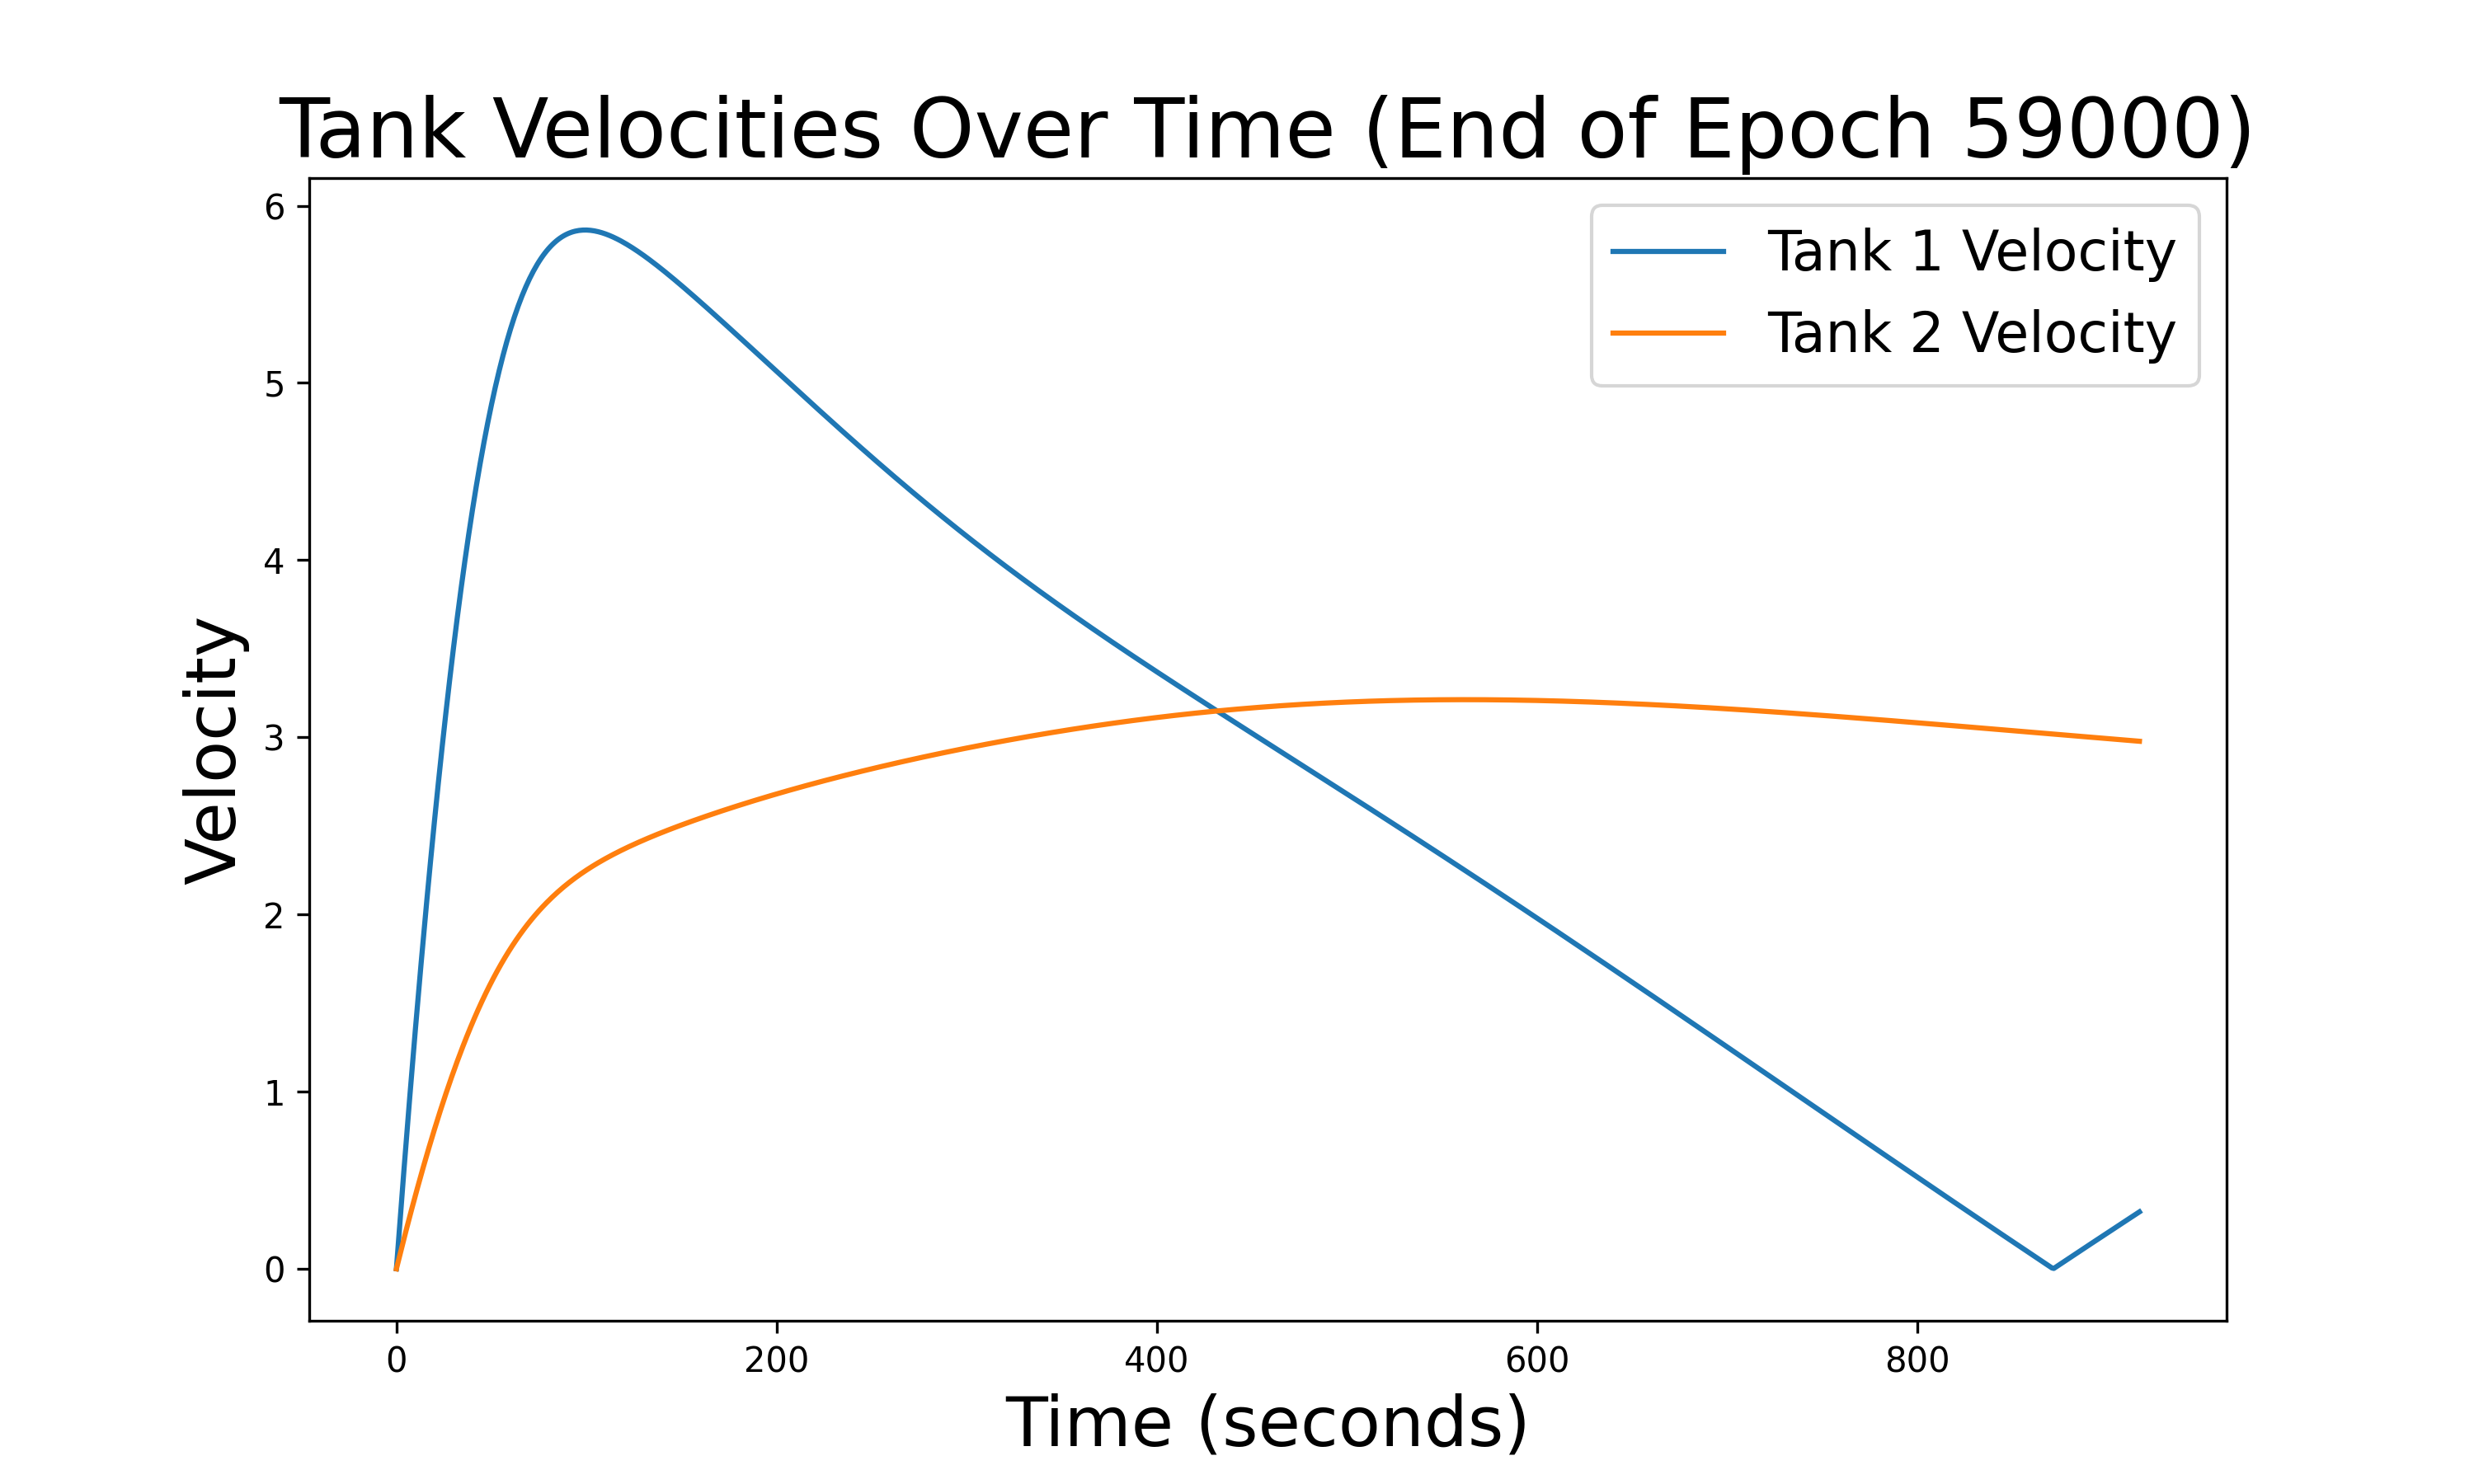 Tank Velocities Over Time (End of Epoch 59000)
Tank 1 Velocity
Tank 2 Velocity
Velocity
6
5
4
3
2
1
0
0 200 400 600 800
Time (seconds)